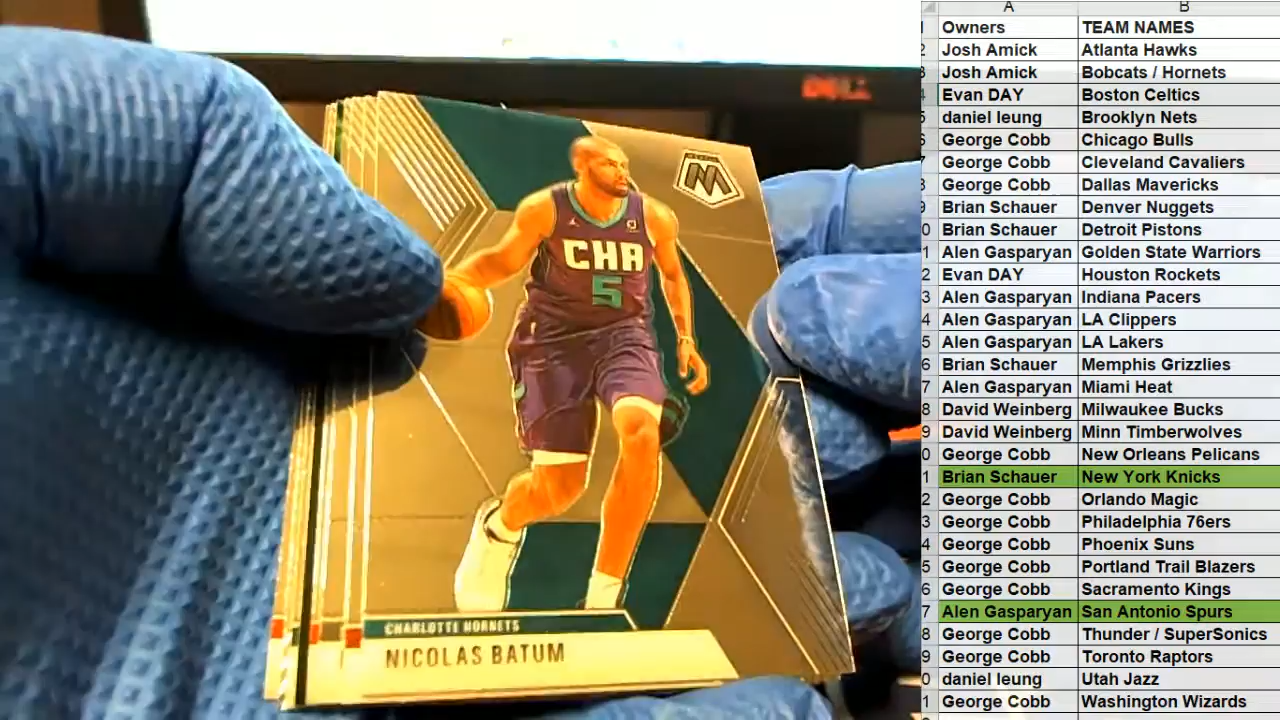 DELL
M
CHA
5
CHARLOTTE HORNETS
NICOLAS BATUM
A B
Owners TEAM NAMES
Josh Amick Atlanta Hawks
Josh Amick Bobcats / Hornets
Evan DAY Boston Celtics
daniel leung Brooklyn Nets
George Cobb Chicago Bulls
George Cobb Cleveland Cavaliers
George Cobb Dallas Mavericks
Brian Schauer Denver Nuggets
Brian Schauer Detroit Pistons
Alen Gasparyan Golden State Warriors
Evan DAY Houston Rockets
Alen Gasparyan Indiana Pacers
Alen Gasparyan LA Clippers
Alen Gasparyan LA Lakers
Brian Schauer Memphis Grizzlies
Alen Gasparyan Miami Heat
David Weinberg Milwaukee Bucks
David Weinberg Minn Timberwolves
George Cobb New Orleans Pelicans
Brian Schauer New York Knicks
George Cobb Orlando Magic
George Cobb Philadelphia 76ers
George Cobb Phoenix Suns
George Cobb Portland Trail Blazers
George Cobb Sacramento Kings
Alen Gasparyan San Antonio Spurs
George Cobb Thunder / SuperSonics
George Cobb Toronto Raptors
daniel leung Utah Jazz
George Cobb Washington Wizards